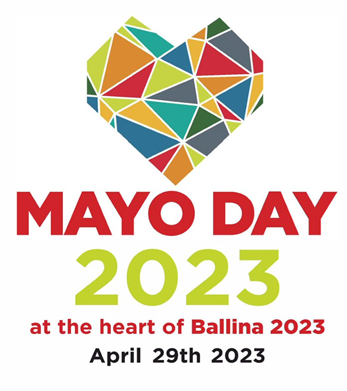 MAYO DAY
2023
at the heart of Ballina 2023
April 29th 2023